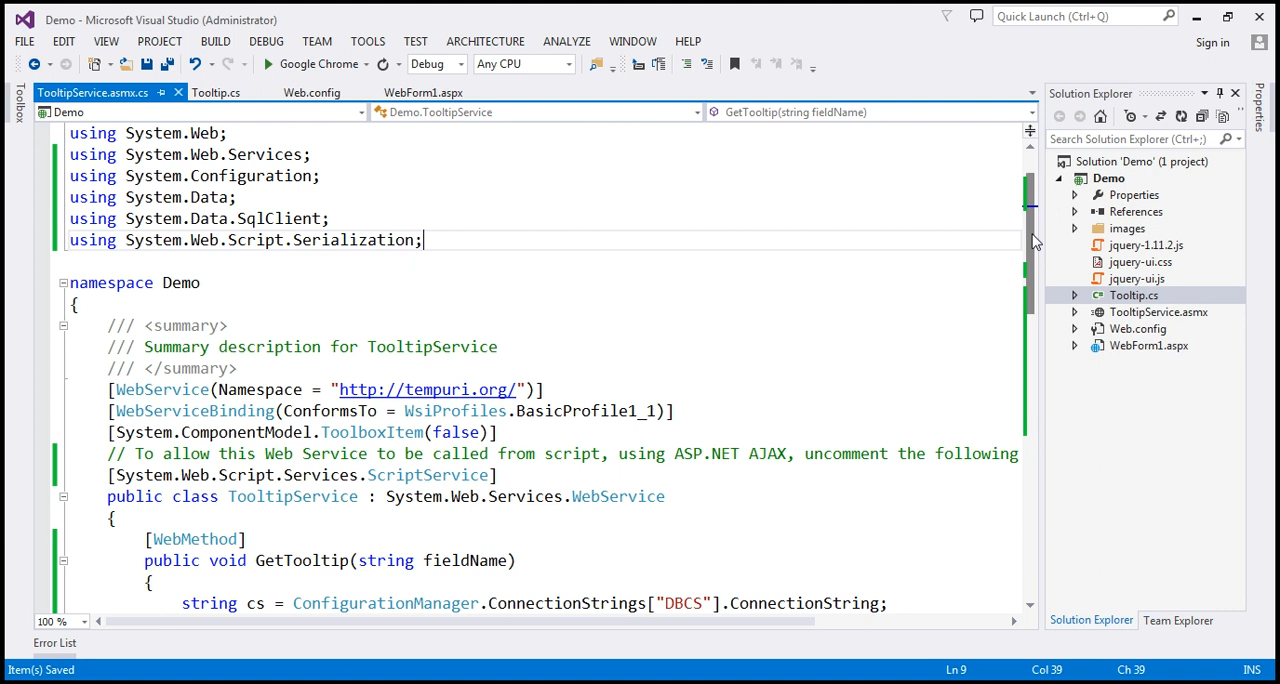 Demo - Microsoft Visual Studio (Administrator)
Quick Launch (Ctrl+Q)
FILE EDIT VIEW PROJECT BUILD DEBUG TEAM TOOLS TEST ARCHITECTURE ANALYZE WINDOW HELP
Sign in
Google Chrome Debug Any CPU
Toolbox
TooltipService.asmx.cs Tooltip.cs Web.config WebForm1.aspx
Demo Demo.TooltipService GetTooltip(string fieldName)
using System.Web;
using System.Web.Services;
using System.Configuration;
using System.Data;
using System.Data.SqlClient;
using System.Web.Script.Serialization;
namespace Demo
{
/// <summary>
/// Summary description for TooltipService
/// </summary>
[WebService(Namespace = "http://tempuri.org/")]
[WebServiceBinding(ConformsTo = WsiProfiles.BasicProfile1_1)]
[System.ComponentModel.ToolboxItem(false)]
// To allow this Web Service to be called from script, using ASP.NET AJAX, uncomment the following
[System.Web.Script.Services.ScriptService]
public class TooltipService : System.Web.Services.WebService
{
[WebMethod]
public void GetTooltip(string fieldName)
{
string cs = ConfigurationManager.ConnectionStrings["DBCS"].ConnectionString;
100 %
Error List
Solution Explorer
Search Solution Explorer (Ctrl+;)
Solution 'Demo' (1 project)
Demo
Properties
References
images
jquery-1.11.2.js
jquery-ui.css
jquery-ui.js
Tooltip.cs
TooltipService.asmx
Web.config
WebForm1.aspx
Solution Explorer Team Explorer
Properties
Item(s) Saved Ln 9 Col 39 Ch 39 INS